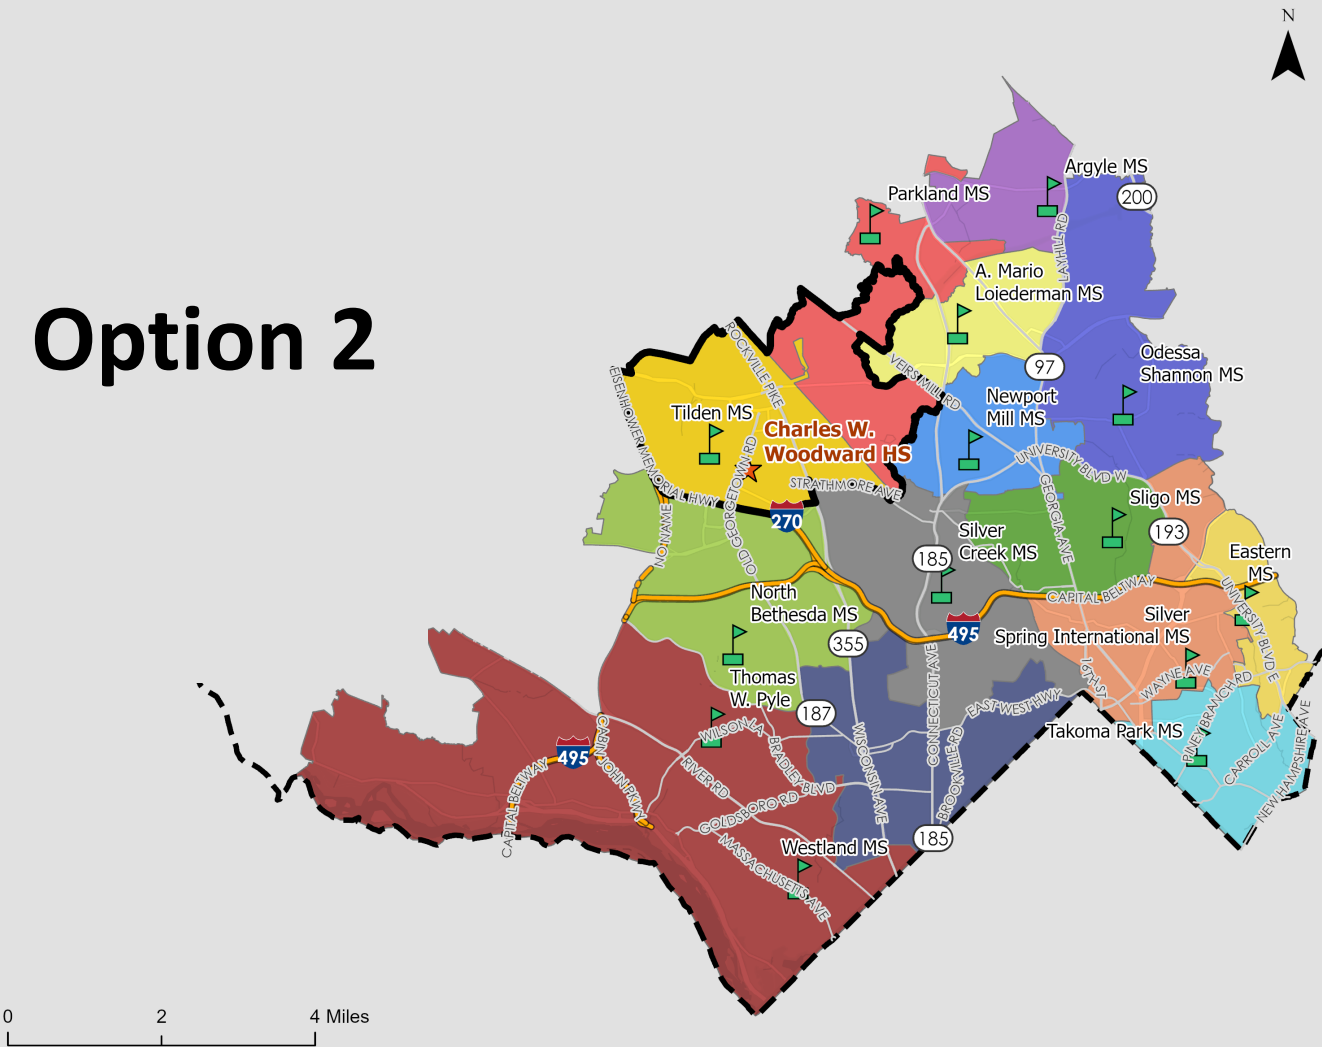 N
Argyle MS
200
Parkland MS
LAYHILL RD
A. Mario
Loiederman MS
Option 2
ROCKVILLE PIKE
97
Odessa
Shannon MS
EISENHOWER MEMORIAL HWY
VEIRS MILL RD
Newport
Mill MS
Tilden MS
Charles W.
Woodward HS
OLD GEORGETOWN RD
UNIVERSITY BLVD W
STRATHMORE AVE
GEORGIA AVE
Sligo MS
270
NO NAME
193
Silver
Creek MS
185
Eastern
MS
CAPITAL BELTWAY
UNIVERSITY BLVD E
North
Bethesda MS
Silver
Spring International MS
495
355
16TH ST
WAYNE AVE
Thomas
W. Pyle
CONNECTICUT AVE
EAST WEST HWY
187
PINEY BRANCH RD
Takoma Park MS
WILSON LA
WISCONSIN AVE
BROOKVILLE RD
CARROLL AVE
NEW HAMPSHIRE AVE
495
CABIN JOHN PKWY
BRADLEY BLVD
RIVER RD
CAPITAL BELTWAY
GOLDSBORO RD
185
Westland MS
MASSACHUSETTS AVE
0 2 4 Miles